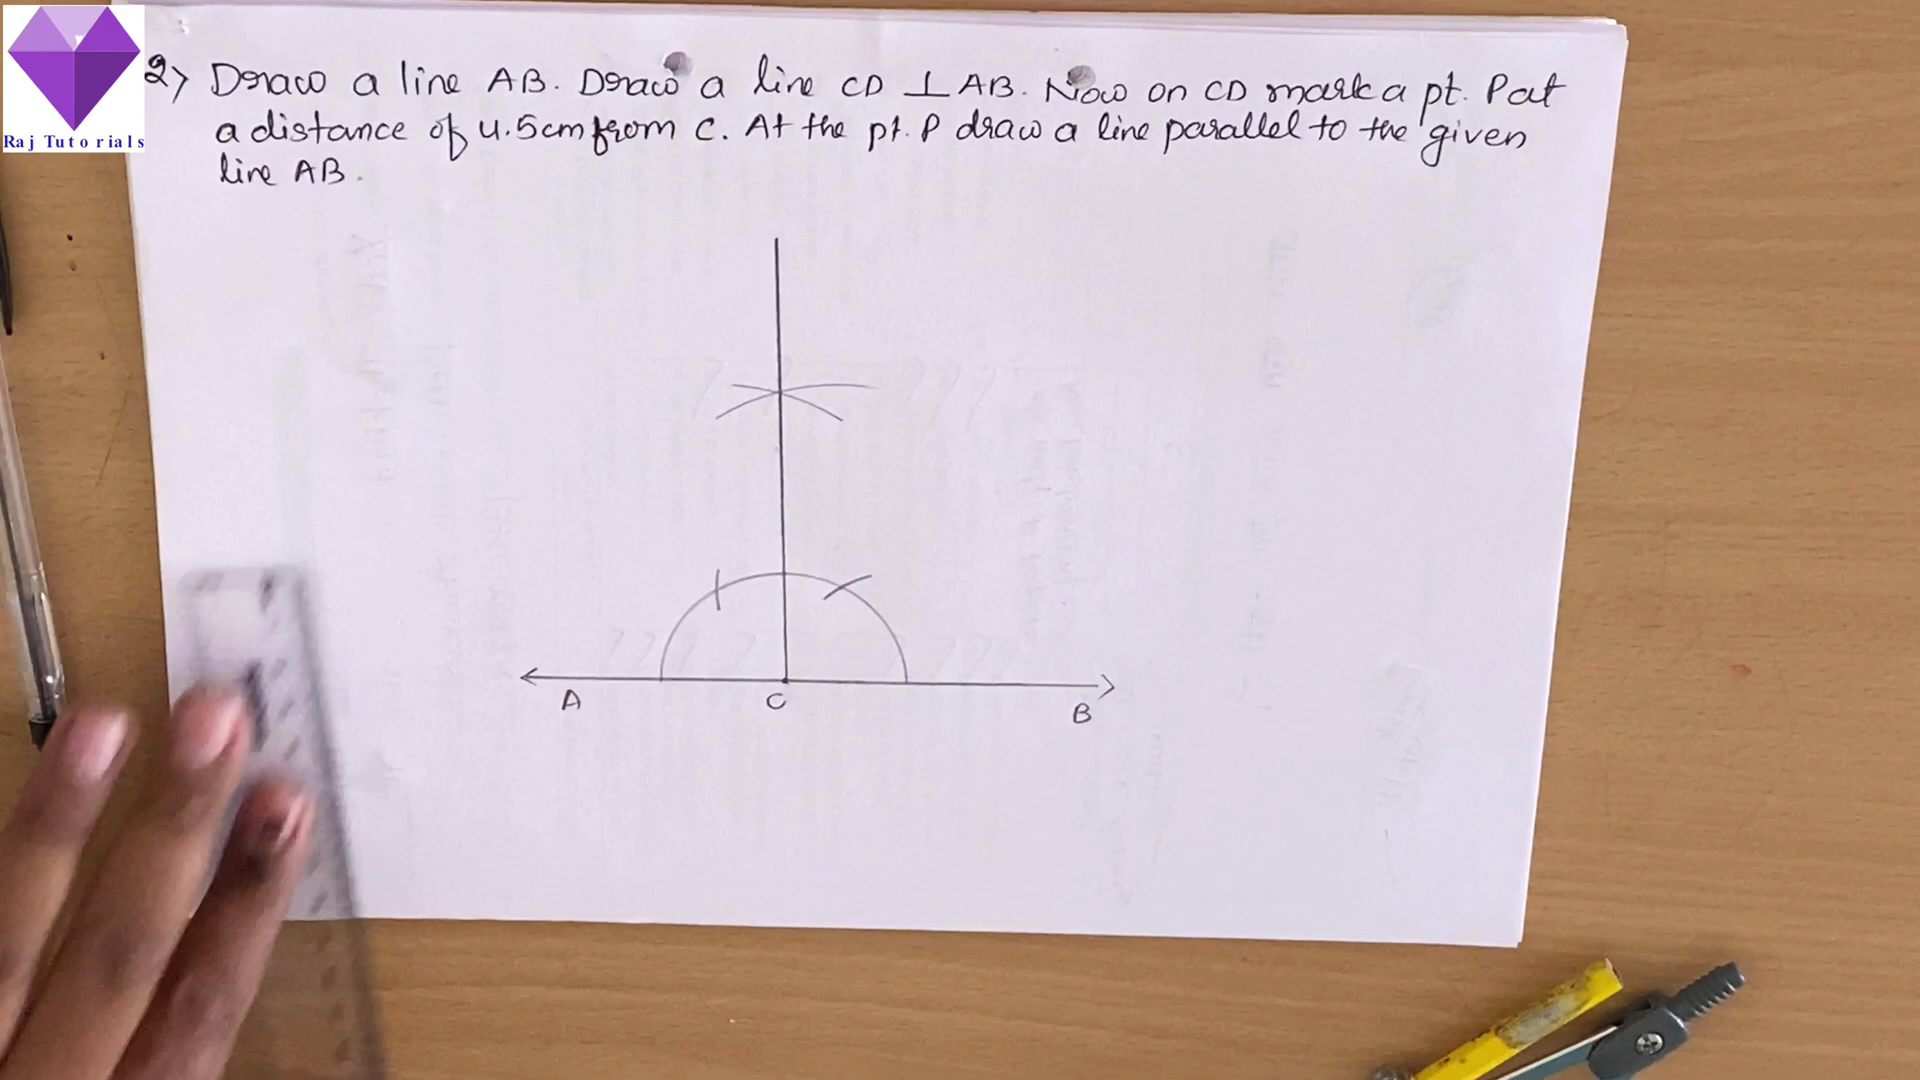 Raj Tutorials
2) Draw a line AB. Draw a line CD ⊥ AB. Now on CD mark a pt. P at
a distance of 4.5cm from C. At the pt. P draw a line parallel to the given
line AB.
A C B